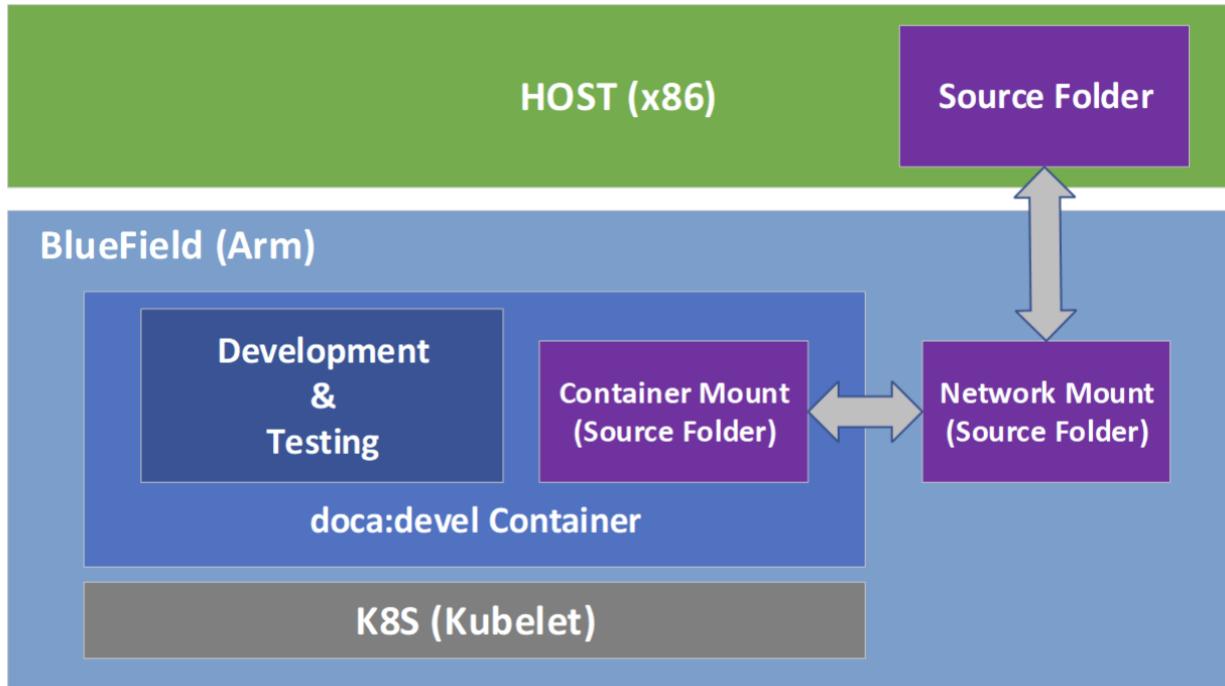 HOST (x86)
Source Folder
BlueField (Arm)
Development
&
Testing
Container Mount
(Source Folder)
Network Mount
(Source Folder)
doca:devel Container
K8S (Kubelet)